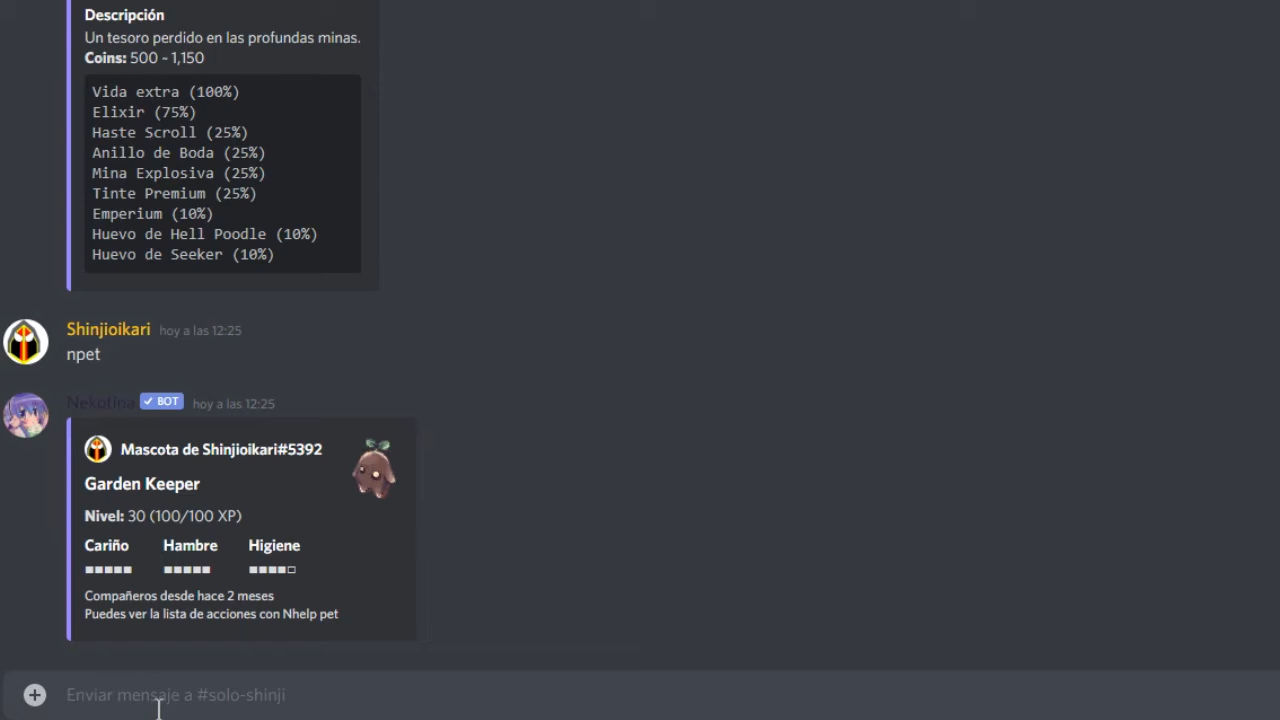 Descripción
Un tesoro perdido en las profundas minas.
Coins: 500 - 1,150
Vida extra (100%)
Elixir (75%)
Haste Scroll (25%)
Anillo de Boda (25%)
Mina Explosiva (25%)
Tinte Premium (25%)
Emperium (10%)
Huevo de Hell Poodle (10%)
Huevo de Seeker (10%)
Shinjioikari hoy a las 12:25
npet
Nekotina ✓ BOT hoy a las 12:25
Mascota de Shinjioikari#5392
Garden Keeper
Nivel: 30 (100/100 XP)
Cariño Hambre Higiene
■■■■■ ■■■■■ ■■■■□
Compañeros desde hace 2 meses
Puedes ver la lista de acciones con Nhelp pet
Enviar mensaje a #solo-shinji